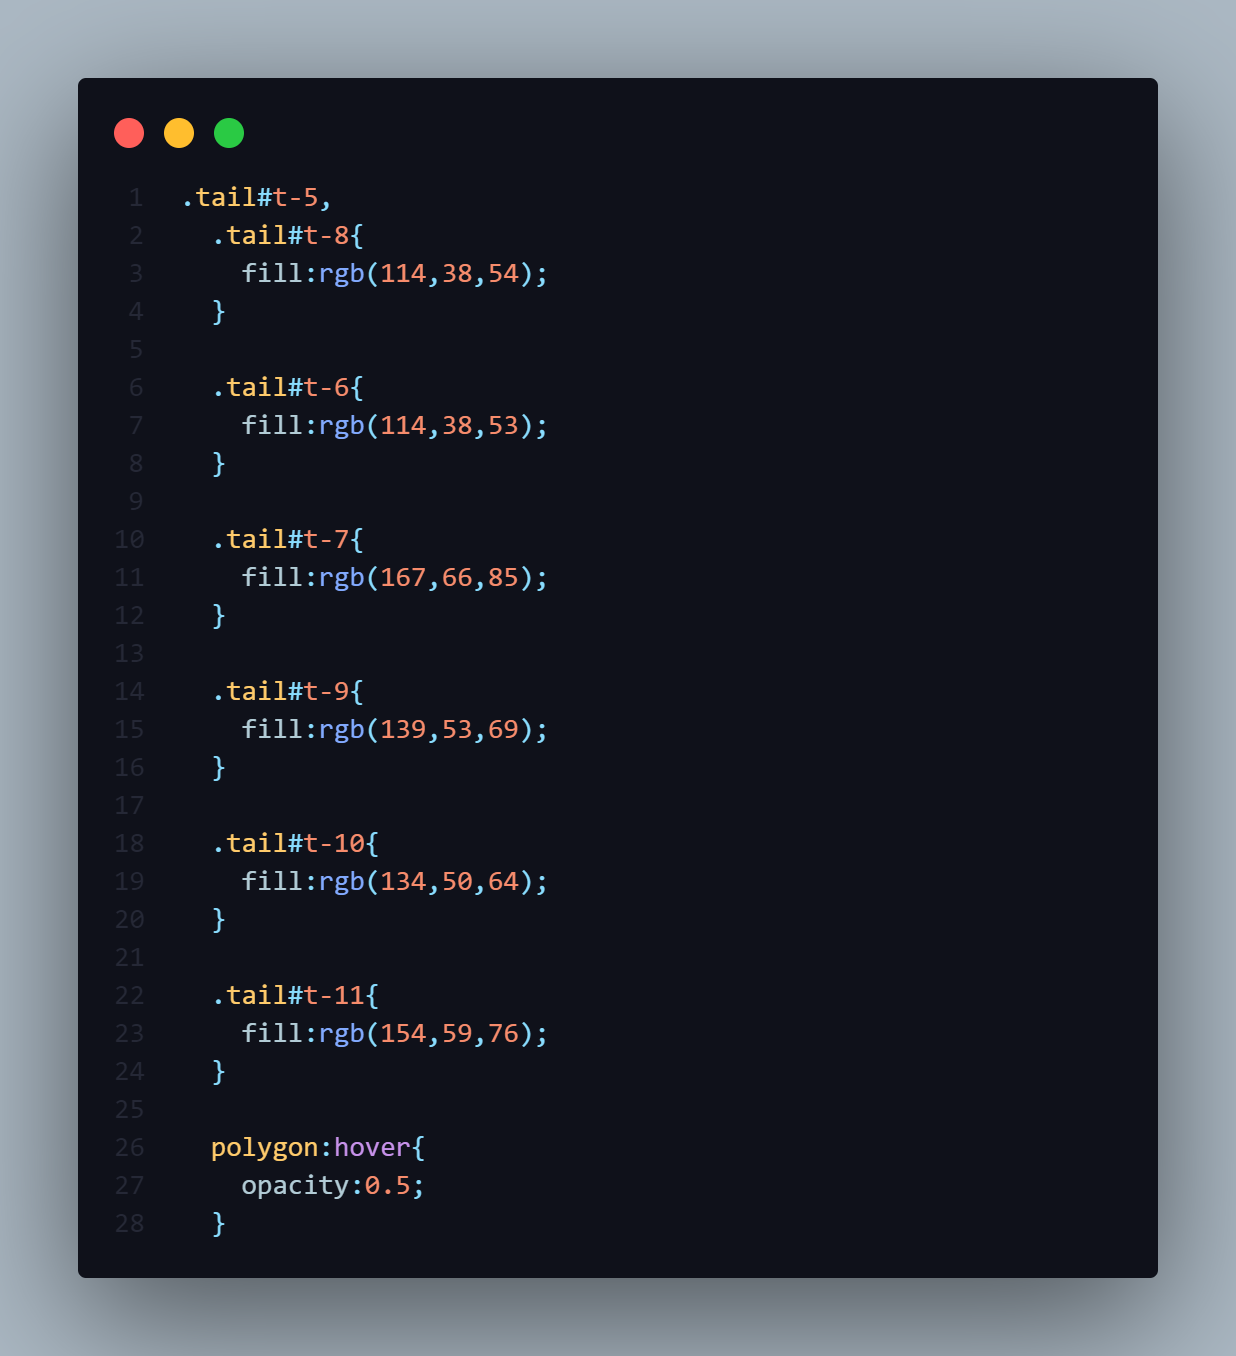 1 .tail#t-5,
2 .tail#t-8{
3 fill:rgb(114,38,54);
4 }
5
6 .tail#t-6{
7 fill:rgb(114,38,53);
8 }
9
10 .tail#t-7{
11 fill:rgb(167,66,85);
12 }
13
14 .tail#t-9{
15 fill:rgb(139,53,69);
16 }
17
18 .tail#t-10{
19 fill:rgb(134,50,64);
20 }
21
22 .tail#t-11{
23 fill:rgb(154,59,76);
24 }
25
26 polygon:hover{
27 opacity:0.5;
28 }